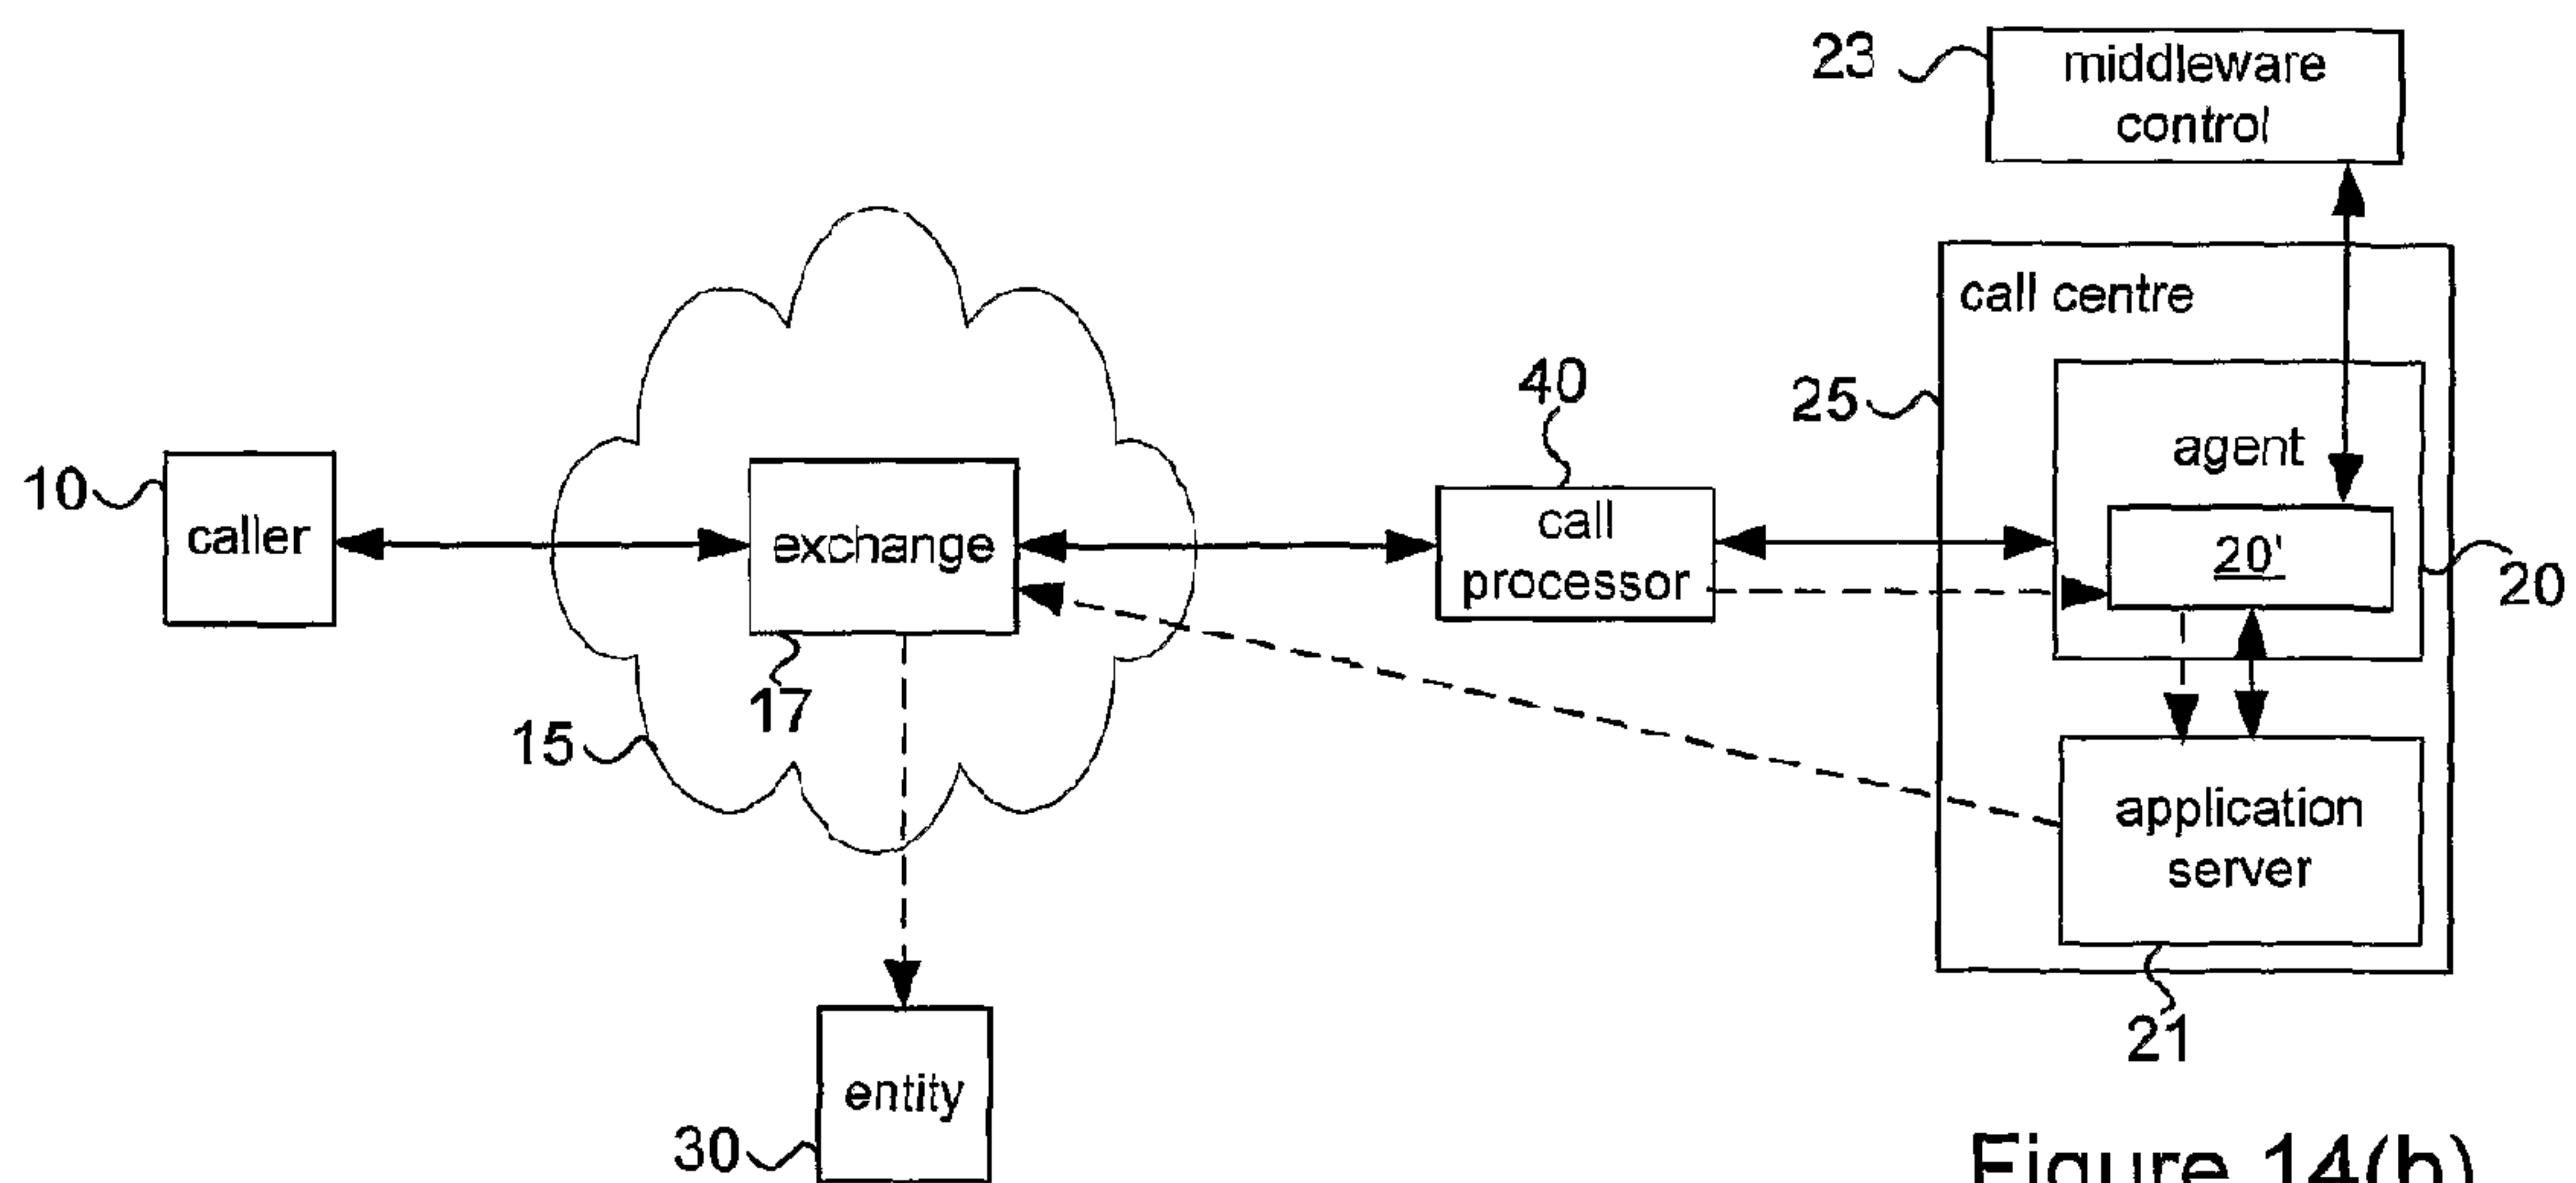 23
middleware
control
call centre
40
25
agent
10
caller
exchange
call
processor
20'
20
17
15
application
server
21
entity
30
Figure 14(b)